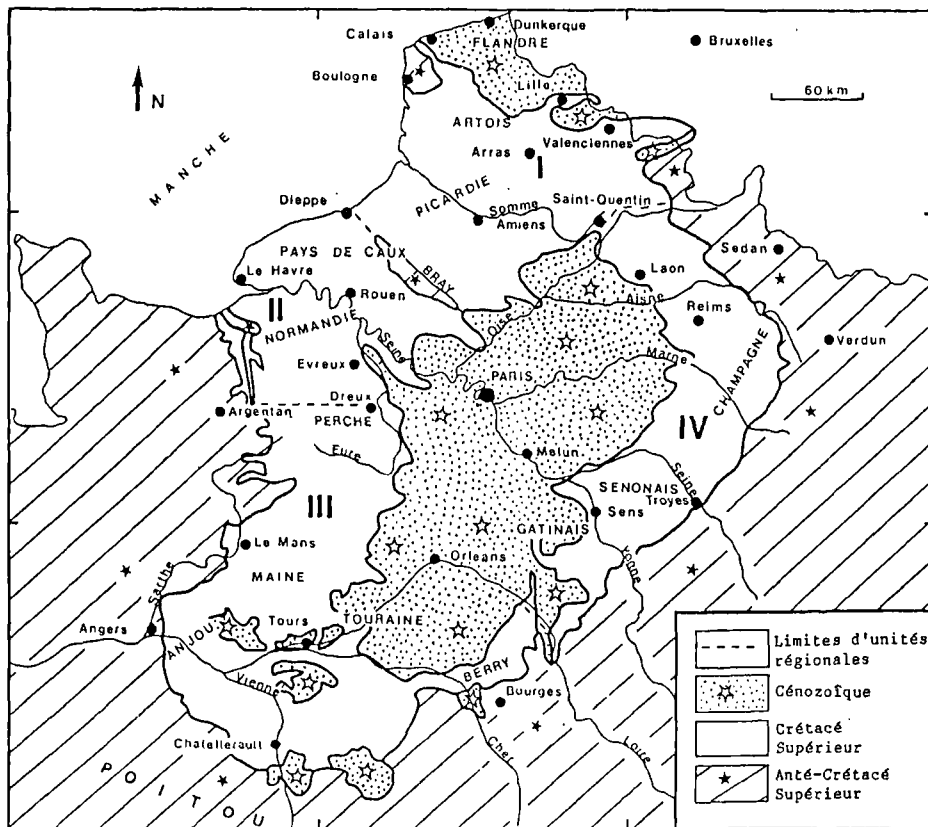 Dunkerque
Calais
FLANDRE
Bruxelles
Boulogne
N
60 km
Lille
ARTOIS
Valenciennes
Arras
I
MANCHE
PICARDIE
Dieppe
Somme
Saint-Quentin
Amiens
PAYS DE CAUX
BRAY
Sedan
Laon
Le Havre
Rouen
Oise
Aisne
Reims
II
NORMANDIE
Seine
Verdun
Evreux
PARIS
Marne
CHAMPAGNE
Dreux
Argentan
PERCHE
IV
Eure
Melun
SENONAIS
Seine
Troyes
III
Sens
GATINAIS
Le Mans
Orleans
Yonne
MAINE
Sarthe
Angers
ANJOU
Tours
TOURAINE
BERRY
Vienne
Bourges
Chatellerault
Cher
Loire
POITOU
Limites d'unités
régionales
Cénozoïque
Crétacé
Supérieur
Anté-Crétacé
Supérieur